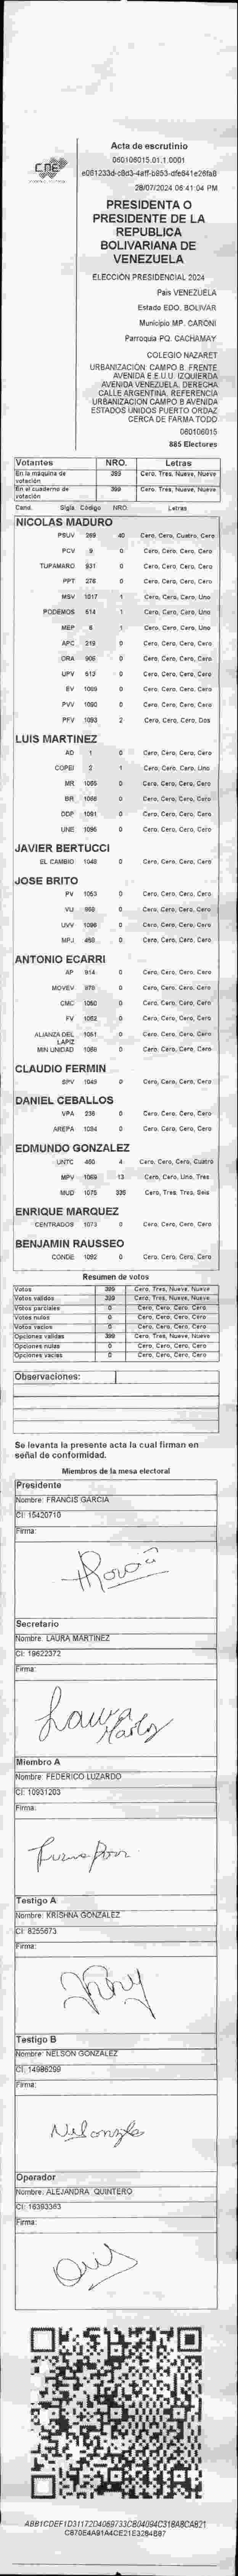 CNE
Acta de escrutinio
060106015.01.1.0001
e061233d-c8d3-4aff-b853-dfe841e26fa8
28/07/2024 06:41:04 PM
PRESIDENTA O
PRESIDENTE DE LA
REPUBLICA
BOLIVARIANA DE
VENEZUELA
ELECCIÓN PRESIDENCIAL 2024
País VENEZUELA
Estado EDO. BOLIVAR
Municipio MP. CARONI
Parroquia PQ. CACHAMAY
COLEGIO NAZARET
URBANIZACIÓN: CAMPO B. FRENTE
AVENIDA E.E.U.U. IZQUIERDA
AVENIDA VENEZUELA. DERECHA
CALLE ARGENTINA. REFERENCIA
URBANIZACION CAMPO B AVENIDA
ESTADOS UNIDOS PUERTO ORDAZ
CERCA DE FARMA TODO
060106015
885 Electores
Votantes NRO. Letras
En la máquina de votación 399 Cero, Tres, Nueve, Nueve
En el cuaderno de votación 399 Cero, Tres, Nueve, Nueve
Cand. Sigla Código NRO. Letras
NICOLAS MADURO
PSUV 269 40 Cero, Cero, Cuatro, Cero
PCV 9 0 Cero, Cero, Cero, Cero
TUPAMARO 931 0 Cero, Cero, Cero, Cero
PPT 276 0 Cero, Cero, Cero, Cero
MSV 1017 1 Cero, Cero, Cero, Uno
PODEMOS 614 1 Cero, Cero, Cero, Uno
MEP 6 1 Cero, Cero, Cero, Uno
APC 219 0 Cero, Cero, Cero, Cero
ORA 906 0 Cero, Cero, Cero, Cero
UPV 613 0 Cero, Cero, Cero, Cero
EV 1009 0 Cero, Cero, Cero, Cero
PVV 1090 0 Cero, Cero, Cero, Cero
PFV 1093 2 Cero, Cero, Cero, Dos
LUIS MARTINEZ
AD 1 0 Cero, Cero, Cero, Cero
COPEI 2 1 Cero, Cero, Cero, Uno
MR 1065 0 Cero, Cero, Cero, Cero
BR 1066 0 Cero, Cero, Cero, Cero
DDP 1091 0 Cero, Cero, Cero, Cero
UNE 1096 0 Cero, Cero, Cero, Cero
JAVIER BERTUCCI
EL CAMBIO 1048 0 Cero, Cero, Cero, Cero
JOSE BRITO
PV 1053 0 Cero, Cero, Cero, Cero
VU 860 0 Cero, Cero, Cero, Cero
UVV 1098 0 Cero, Cero, Cero, Cero
MPJ 450 0 Cero, Cero, Cero, Cero
ANTONIO ECARRI
AP 914 0 Cero, Cero, Cero, Cero
MOVEV 978 0 Cero, Cero, Cero, Cero
CMC 1050 0 Cero, Cero, Cero, Cero
FV 1062 0 Cero, Cero, Cero, Cero
ALIANZA DEL LAPIZ 1051 0 Cero, Cero, Cero, Cero
MIN UNIDAD 1088 0 Cero, Cero, Cero, Cero
CLAUDIO FERMIN
SPV 1049 0 Cero, Cero, Cero, Cero
DANIEL CEBALLOS
VPA 238 0 Cero, Cero, Cero, Cero
AREPA 1084 0 Cero, Cero, Cero, Cero
EDMUNDO GONZALEZ
UNTC 460 4 Cero, Cero, Cero, Cuatro
MPV 1069 13 Cero, Cero, Uno, Tres
MUD 1075 336 Cero, Tres, Tres, Seis
ENRIQUE MARQUEZ
CENTRADOS 1073 0 Cero, Cero, Cero, Cero
BENJAMIN RAUSSEO
CONDE 1092 0 Cero, Cero, Cero, Cero
Resumen de votos
Votos 399 Cero, Tres, Nueve, Nueve
Votos válidos 399 Cero, Tres, Nueve, Nueve
Votos parciales 0 Cero, Cero, Cero, Cero
Votos nulos 0 Cero, Cero, Cero, Cero
Votos vacíos 0 Cero, Cero, Cero, Cero
Opciones válidas 399 Cero, Tres, Nueve, Nueve
Opciones nulas 0 Cero, Cero, Cero, Cero
Opciones vacías 0 Cero, Cero, Cero, Cero
Observaciones:
Se levanta la presente acta la cual firman en
señal de conformidad.
Miembros de la mesa electoral
Presidente
Nombre: FRANCIS GARCIA
CI: 15420710
Firma:
Secretario
Nombre: LAURA MARTINEZ
CI: 19622372
Firma:
Laura
Miembro A
Nombre: FEDERICO LUZARDO
CI: 10931203
Firma:
Testigo A
Nombre: KRISHNA GONZALEZ
CI: 8255673
Firma:
Testigo B
Nombre: NELSON GONZALEZ
CI: 14986299
Firma:
Operador
Nombre: ALEJANDRA QUINTERO
CI: 16393363
Firma:
A8B1CDEF1D31172D4069733CB04094C318A8CA821
C870E4A91A4CE21E3284B87